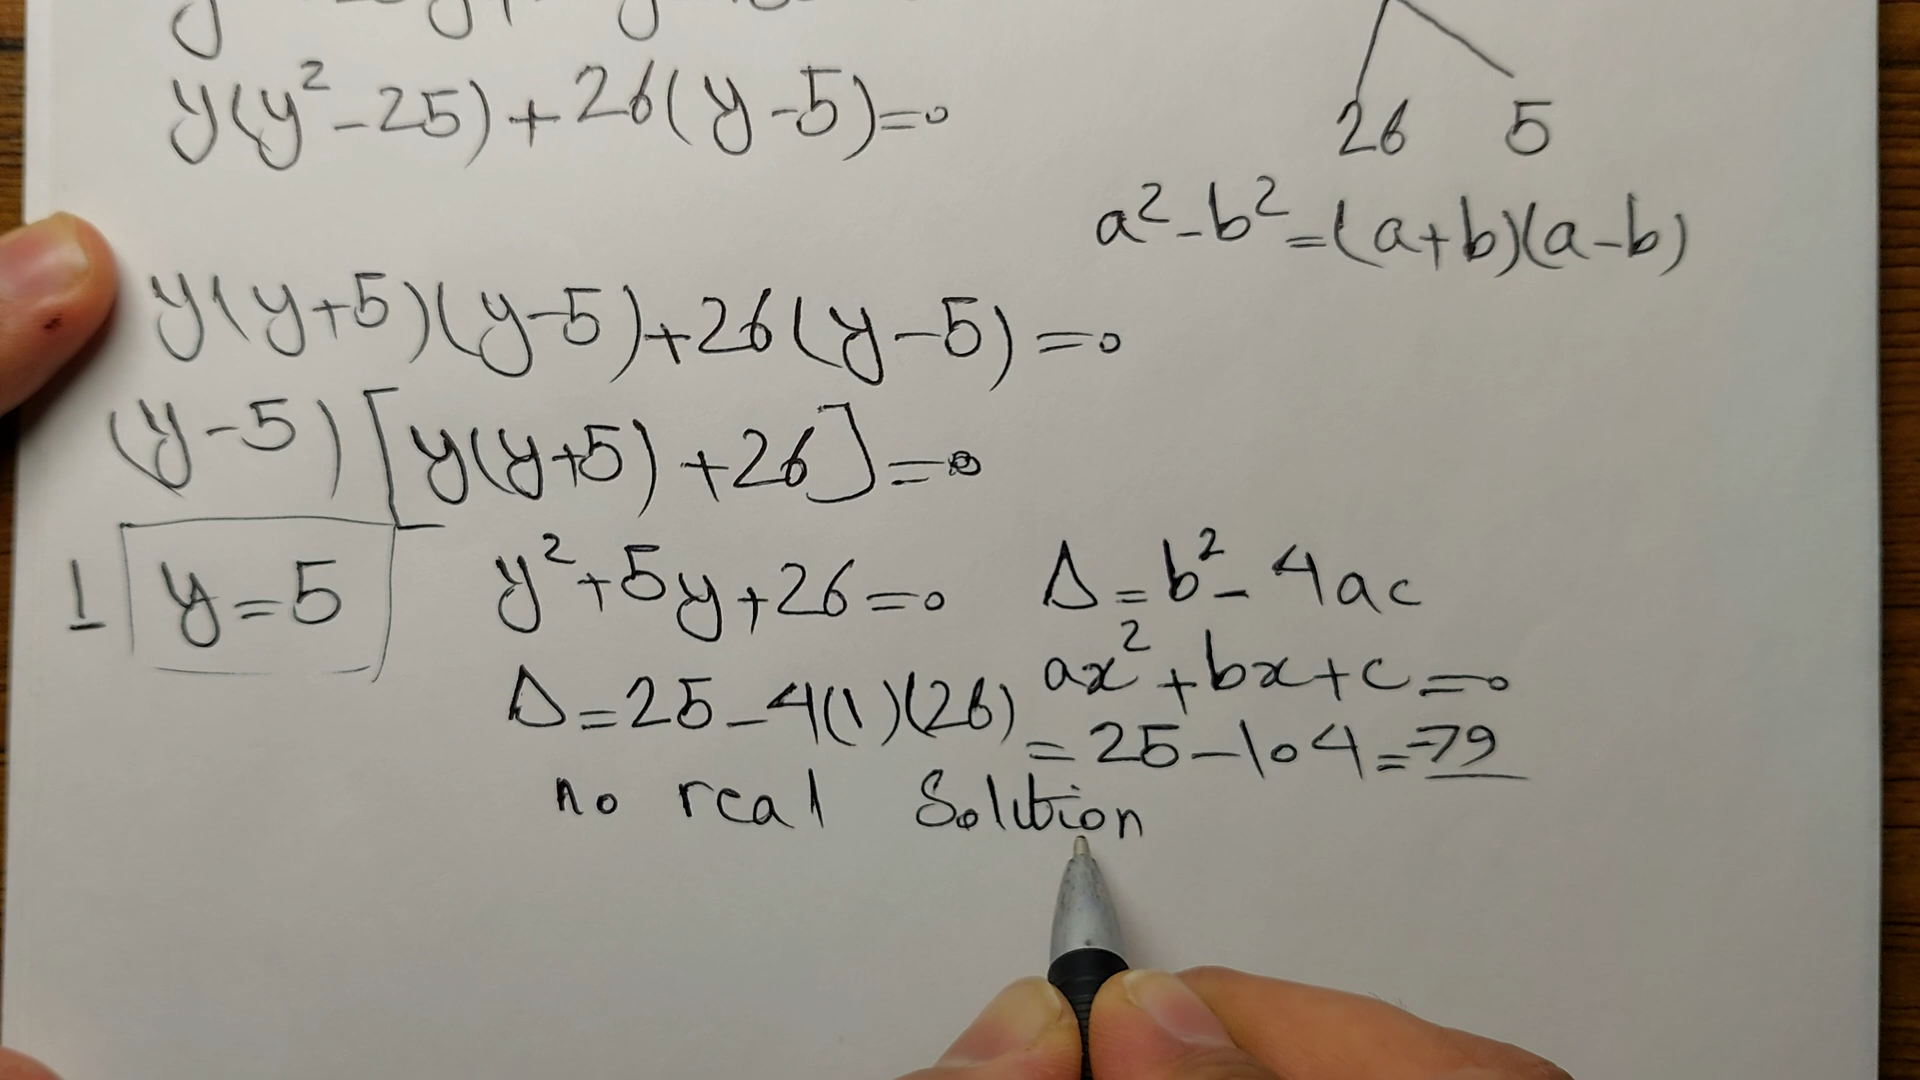 y(y²-25)+26(y-5)=0
26 5
a²-b²=(a+b)(a-b)
y(y+5)(y-5)+26(y-5)=0
(y-5)[y(y+5)+26]=0
1 y=5
y²+5y+26=0
Δ=b²-4ac
ax²+bx+c=0
Δ=25-4(1)(26)
=25-104=-79
no real Solution